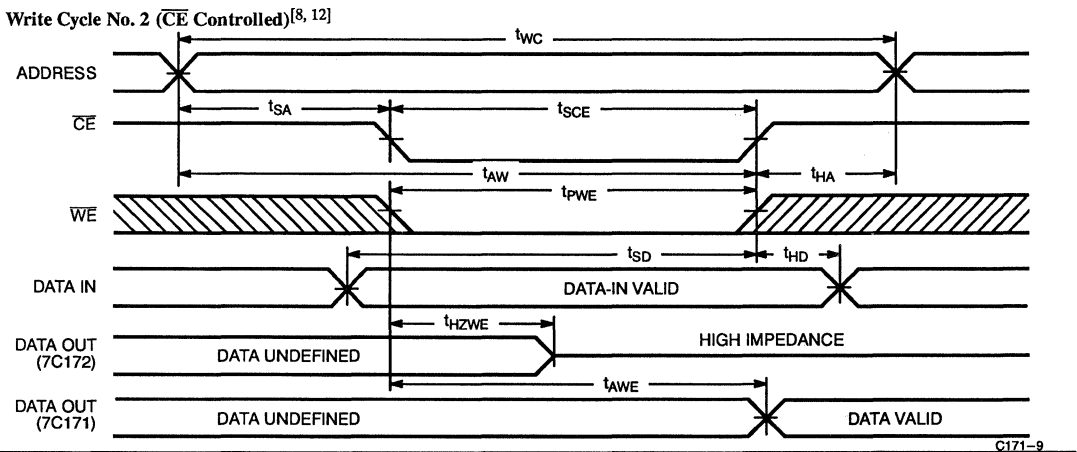 Write Cycle No. 2 (CE Controlled)[8, 12]
tWC
ADDRESS
tSA
tSCE
CE
tAW
tHA
tPWE
WE
tSD
tHD
DATA IN
DATA-IN VALID
tHZWE
DATA OUT
(7C172)
DATA UNDEFINED
HIGH IMPEDANCE
tAWE
DATA OUT
(7C171)
DATA UNDEFINED
DATA VALID
C171–9